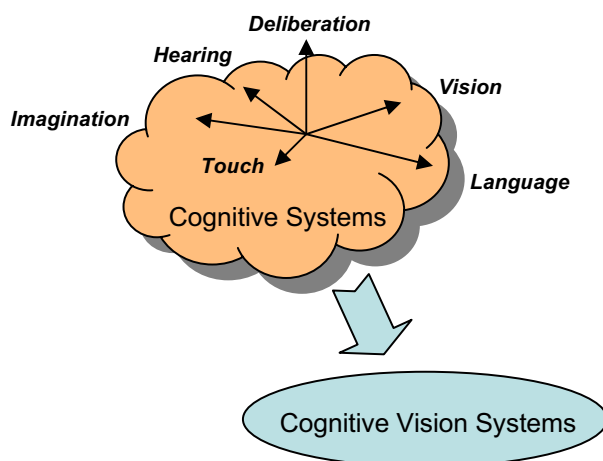 Deliberation
Hearing
Vision
Imagination
Touch
Language
Cognitive Systems
Cognitive Vision Systems